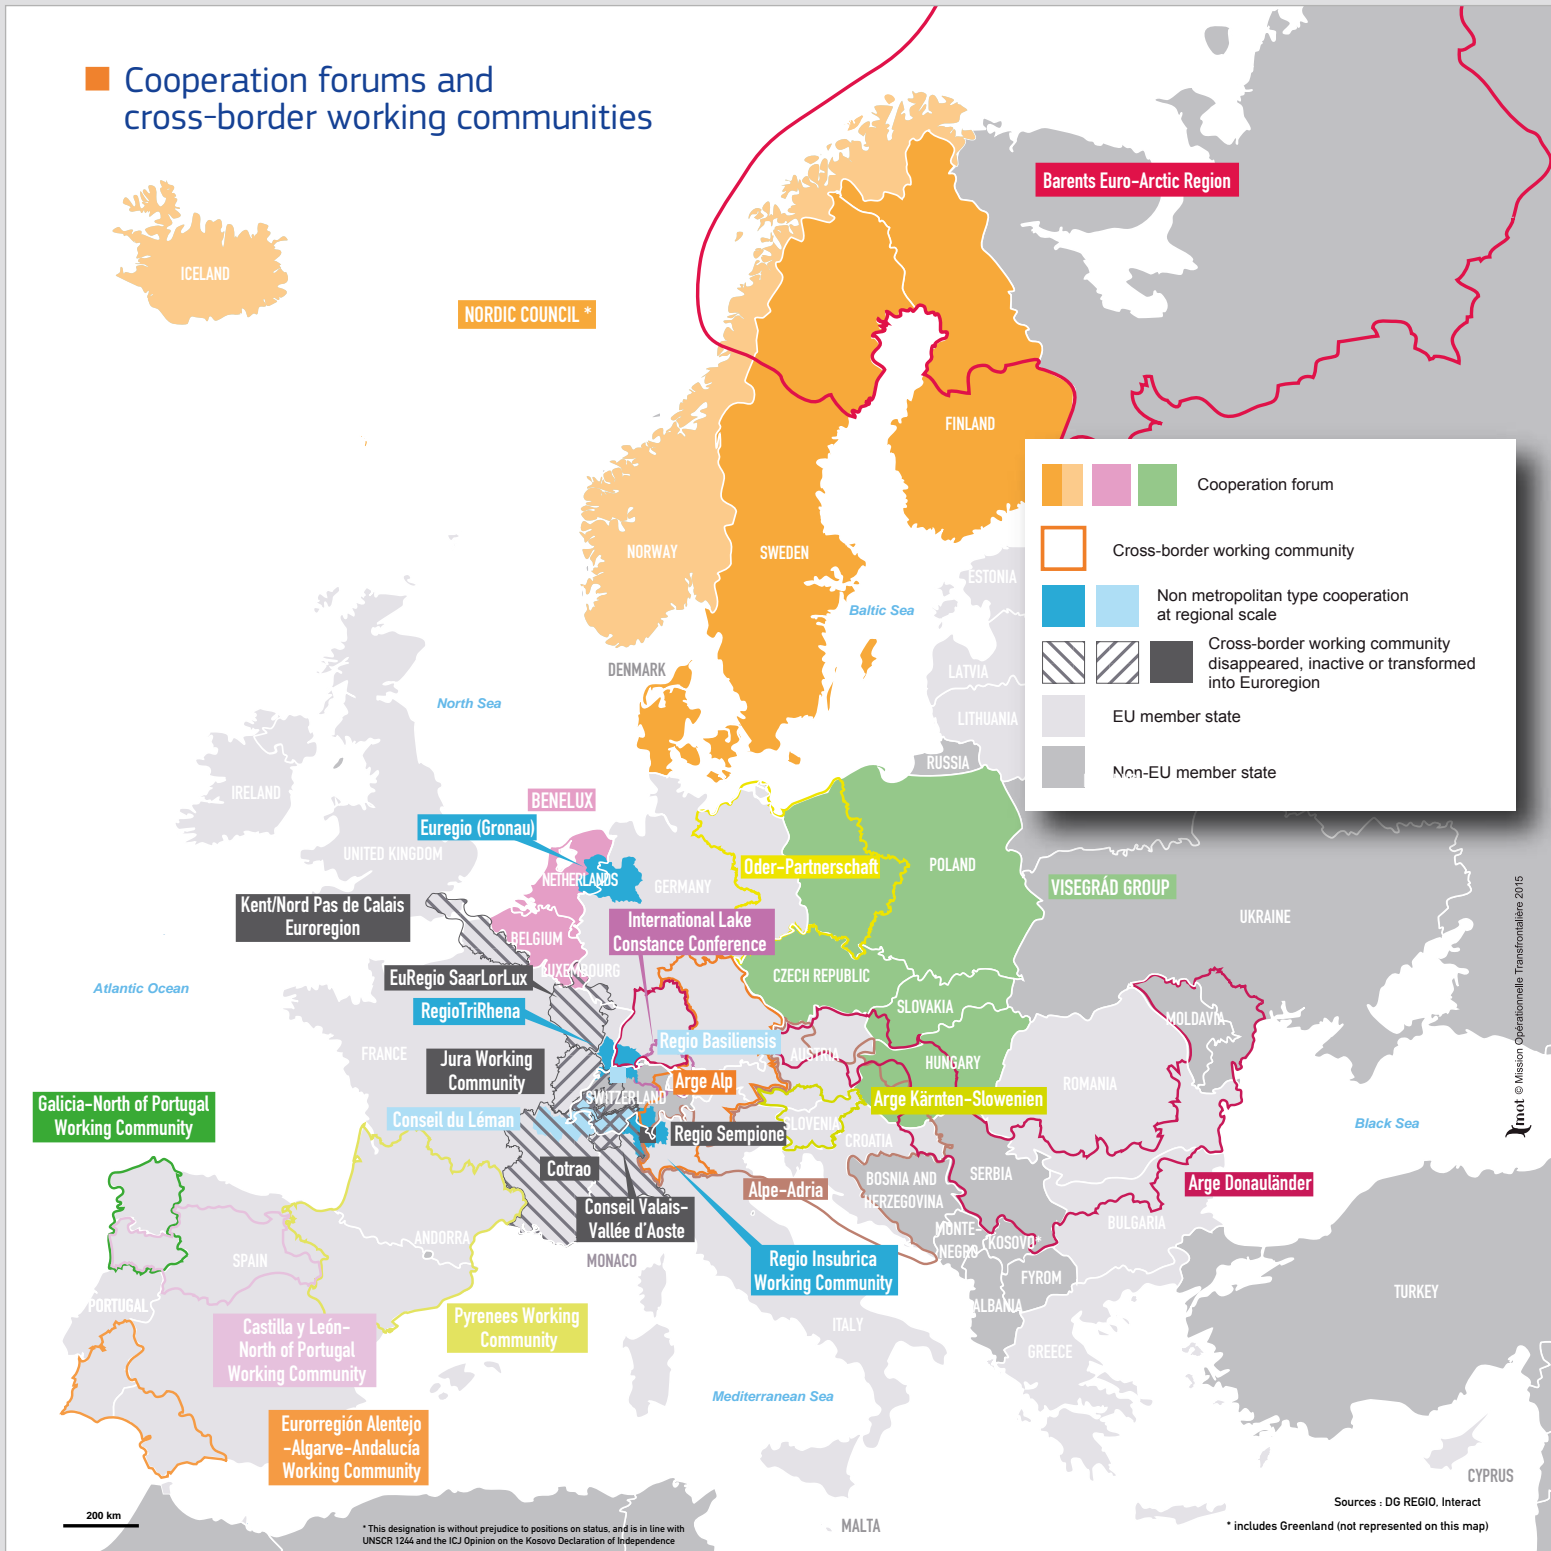 Cooperation forums and
cross-border working communities
Barents Euro-Arctic Region
ICELAND
NORDIC COUNCIL *
FINLAND
Cooperation forum
Cross-border working community
Non metropolitan type cooperation
at regional scale
Cross-border working community
disappeared, inactive or transformed
into Euroregion
EU member state
Non-EU member state
NORWAY
SWEDEN
ESTONIA
Baltic Sea
DENMARK
LATVIA
North Sea
LITHUANIA
RUSSIA
IRELAND
BENELUX
Euregio (Gronau)
UNITED KINGDOM
NETHERLANDS
GERMANY
Oder-Partnerschaft
POLAND
VISEGRÁD GROUP
UKRAINE
Kent/Nord Pas de Calais
Euroregion
International Lake
Constance Conference
BELGIUM
LUXEMBOURG
CZECH REPUBLIC
EuRegio SaarLorLux
Atlantic Ocean
SLOVAKIA
RegioTriRhena
MOLDAVIA
Regio Basiliensis
FRANCE
AUSTRIA
HUNGARY
Jura Working
Community
Arge Alp
ROMANIA
SWITZERLAND
Arge Kärnten-Slowenien
Galicia-North of Portugal
Working Community
Conseil du Léman
SLOVENIA
Black Sea
Regio Sempione
CROATIA
Cotrao
SERBIA
BOSNIA AND
HERZEGOVINA
Alpe-Adria
Arge Donauländer
Conseil Valais-
Vallée d'Aoste
BULGARIA
MONTE-
NEGRO
KOSOVO*
ANDORRA
SPAIN
MONACO
Regio Insubrica
Working Community
FYROM
TURKEY
PORTUGAL
ALBANIA
Pyrenees Working
Community
ITALY
Castilla y León-
North of Portugal
Working Community
GREECE
Mediterranean Sea
Eurorregión Alentejo
-Algarve-Andalucía
Working Community
CYPRUS
MALTA
200 km
* This designation is without prejudice to positions on status, and is in line with
UNSCR 1244 and the ICJ Opinion on the Kosovo Declaration of Independence
Sources : DG REGIO, Interact
* includes Greenland (not represented on this map)
mot © Mission Opérationnelle Transfrontalière 2015